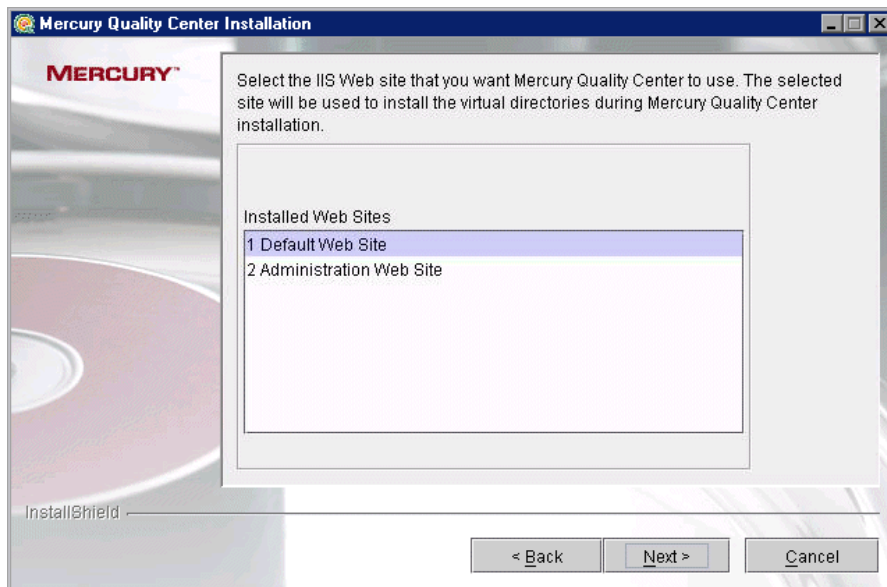 Mercury Quality Center Installation
MERCURY™
Select the IIS Web site that you want Mercury Quality Center to use. The selected
site will be used to install the virtual directories during Mercury Quality Center
installation.
Installed Web Sites
1 Default Web Site
2 Administration Web Site
InstallShield
< Back
Next >
Cancel